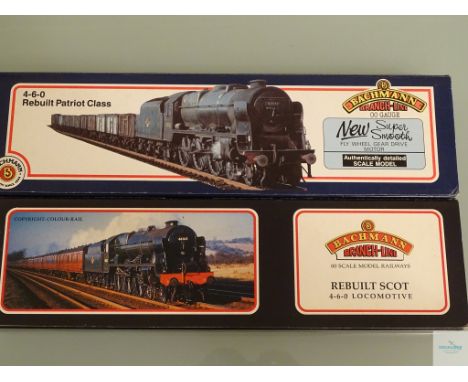 4-6-0
Rebuilt Patriot Class
BACHMANN
BRANCH-LINE
OO GAUGE
New Super
Smooth
FLY WHEEL GEAR DRIVE
MOTOR
Authentically detailed
SCALE MODEL
BACHMANN
COPYRIGHT-COLOUR-RAIL
BACHMANN
BRANCH-LINE
00 SCALE MODEL RAILWAYS
REBUILT SCOT
4-6-0 LOCOMOTIVE